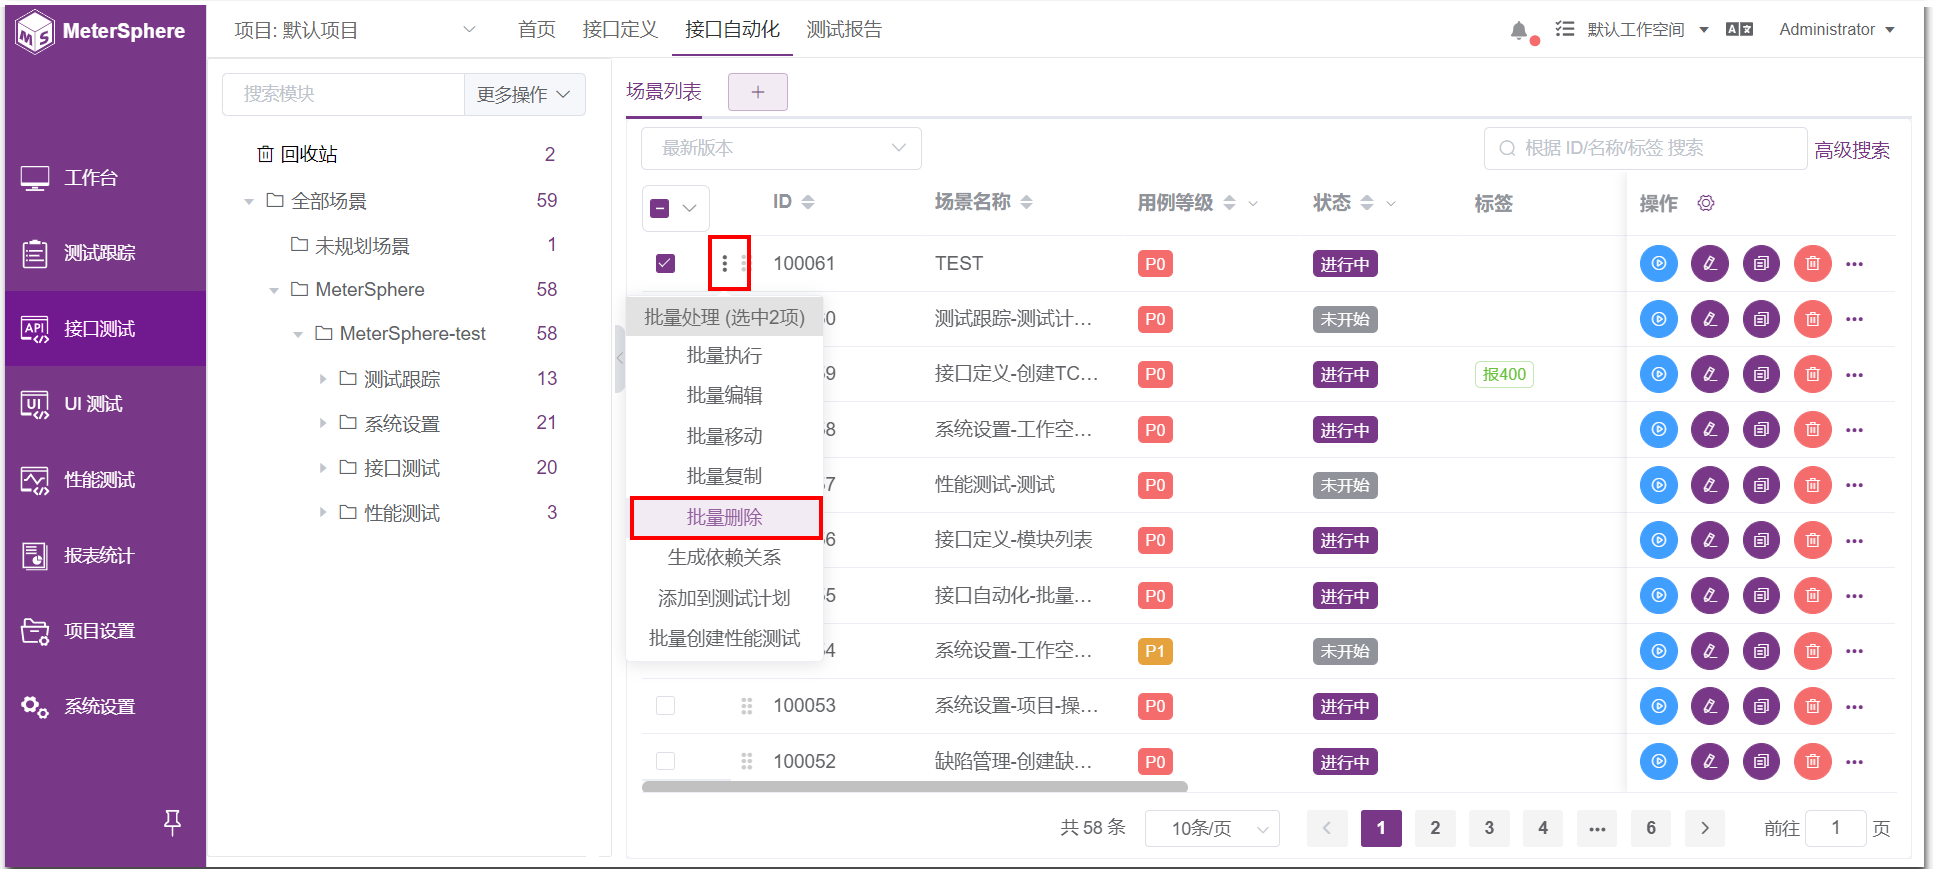 MeterSphere
项目: 默认项目
首页
接口定义
接口自动化
测试报告
默认工作空间
Administrator
工作台
测试跟踪
API
接口测试
UI
UI 测试
性能测试
报表统计
项目设置
系统设置
搜索模块
更多操作
回收站 2
全部场景 59
未规划场景 1
MeterSphere 58
MeterSphere-test 58
测试跟踪 13
系统设置 21
接口测试 20
性能测试 3
场景列表
+
最新版本
根据 ID/名称/标签 搜索
高级搜索
ID 场景名称 用例等级 状态 标签 操作
100061 TEST P0 进行中
0 测试跟踪-测试计... P0 未开始
9 接口定义-创建TC... P0 进行中 报400
8 系统设置-工作空... P0 进行中
7 性能测试-测试 P0 未开始
6 接口定义-模块列表 P0 进行中
5 接口自动化-批量... P0 进行中
4 系统设置-工作空... P1 未开始
100053 系统设置-项目-操... P0 进行中
100052 缺陷管理-创建缺... P0 进行中
批量处理 (选中2项)
批量执行
批量编辑
批量移动
批量复制
批量删除
生成依赖关系
添加到测试计划
批量创建性能测试
共 58 条
10条/页
1 2 3 4 ... 6
前往 1 页